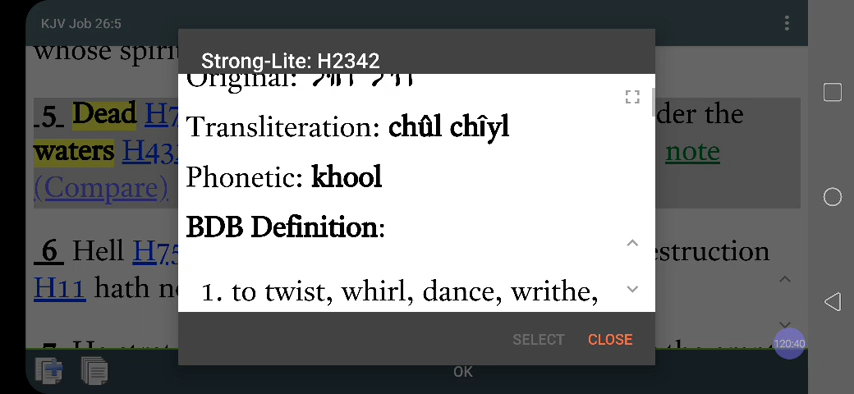 KJV Job 26:5
whose spiri
Strong-Lite: H2342
Original:
5 Dead H7 der the
waters H43 note
(Compare)
Transliteration: chûl chîyl
Phonetic: khool
BDB Definition:
1. to twist, whirl, dance, writhe,
6 Hell H75 estruction
H11 hath n
SELECT CLOSE
120:40
OK